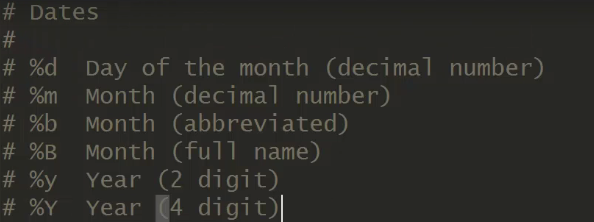 # Dates
#
# %d  Day of the month (decimal number)
# %m  Month (decimal number)
# %b  Month (abbreviated)
# %B  Month (full name)
# %y  Year (2 digit)
# %Y  Year (4 digit)